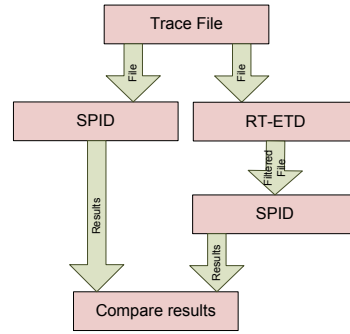 Trace File
File
File
SPID
RT-ETD
Filtered
File
SPID
Results
Results
Compare results